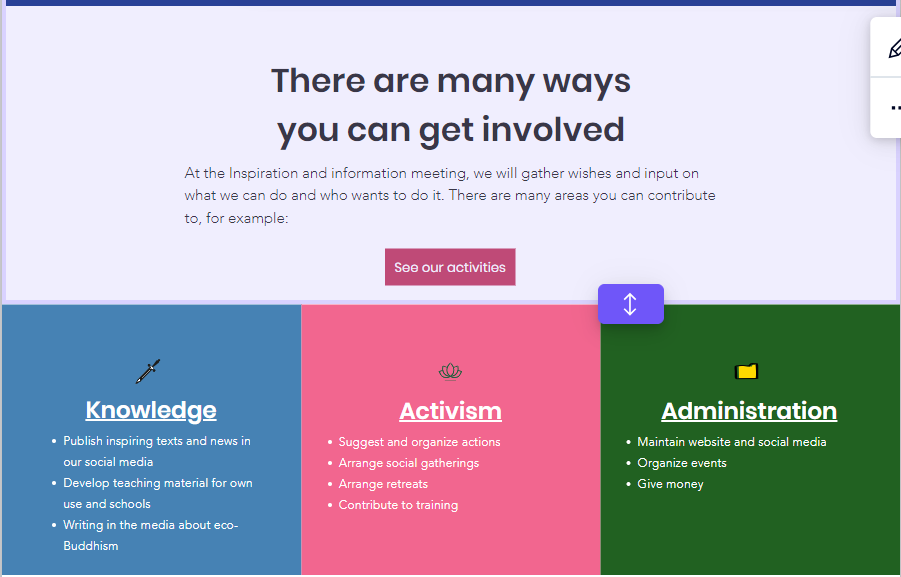 There are many ways
you can get involved
At the Inspiration and information meeting, we will gather wishes and input on
what we can do and who wants to do it. There are many areas you can contribute
to, for example:
See our activities
Knowledge
Publish inspiring texts and news in
our social media
Develop teaching material for own
use and schools
Writing in the media about eco-
Buddhism
Activism
Suggest and organize actions
Arrange social gatherings
Arrange retreats
Contribute to training
Administration
Maintain website and social media
Organize events
Give money